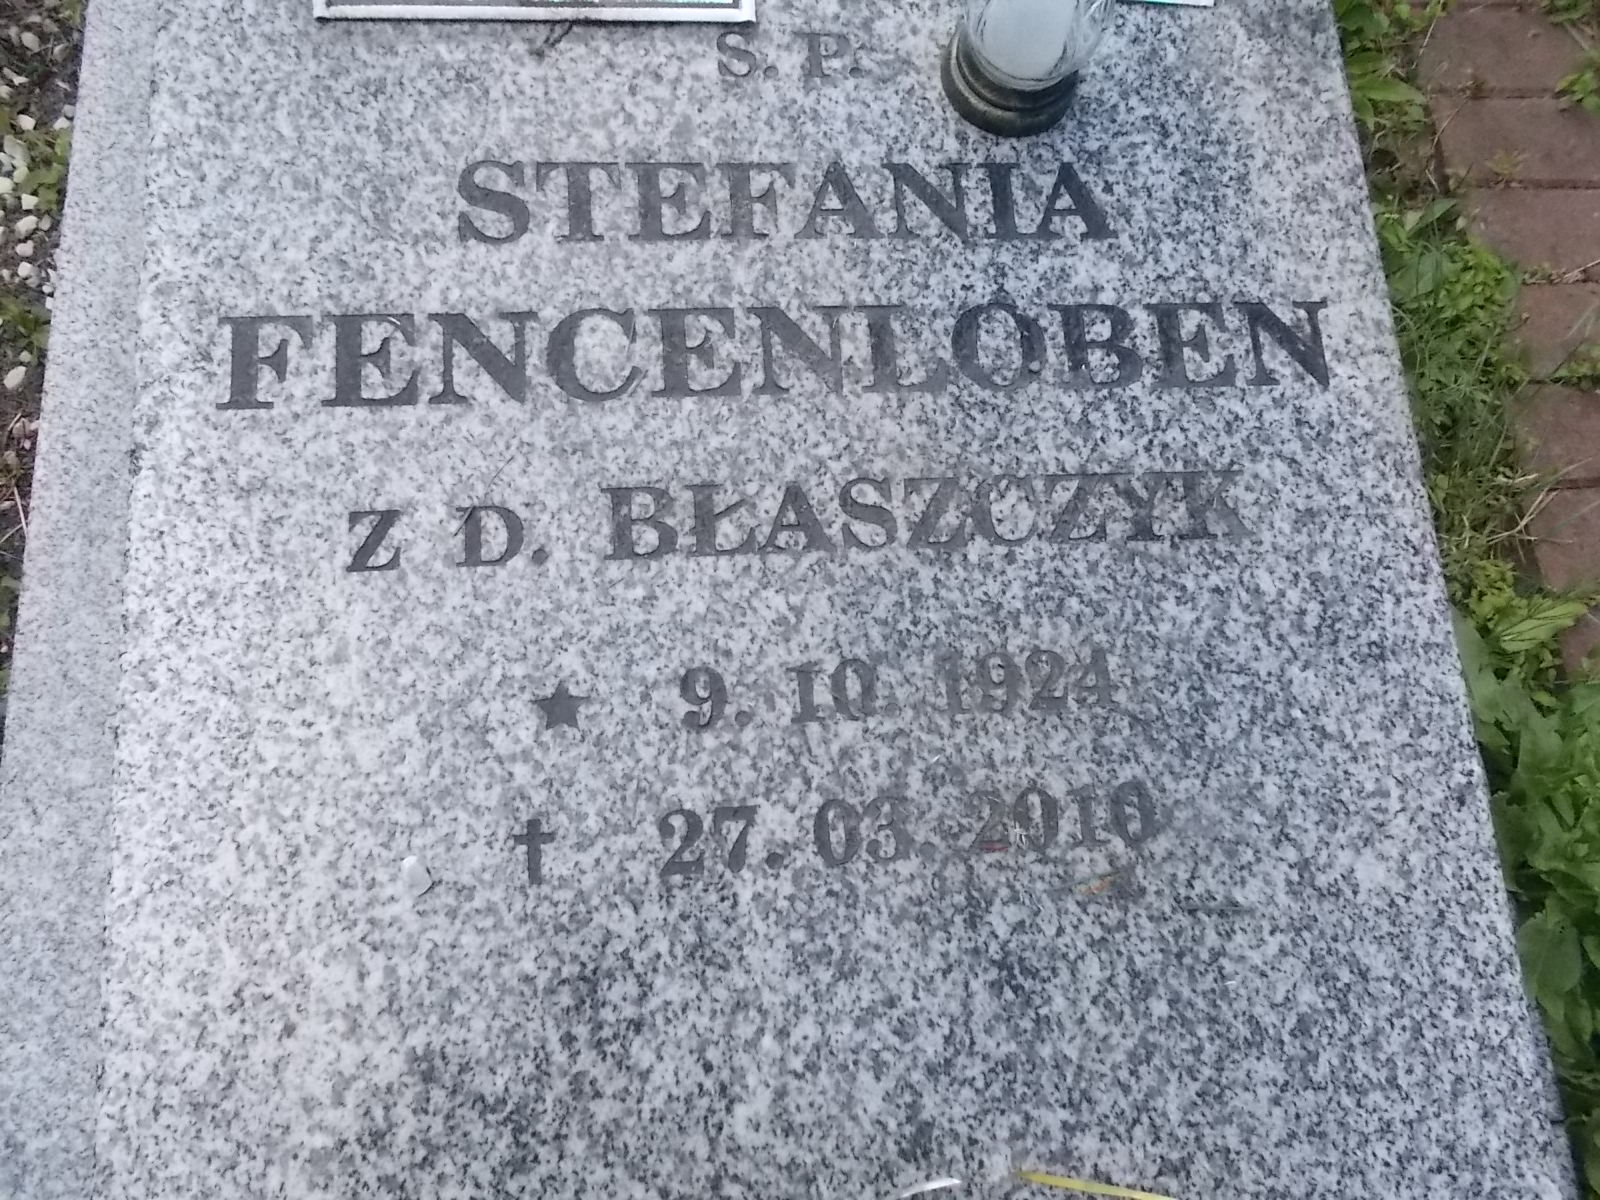 Ś. P.
STEFANIA
FENCENLOBEN
Z D. BŁASZCZYK
★ 9. 10. 1924
† 27. 03. 2010